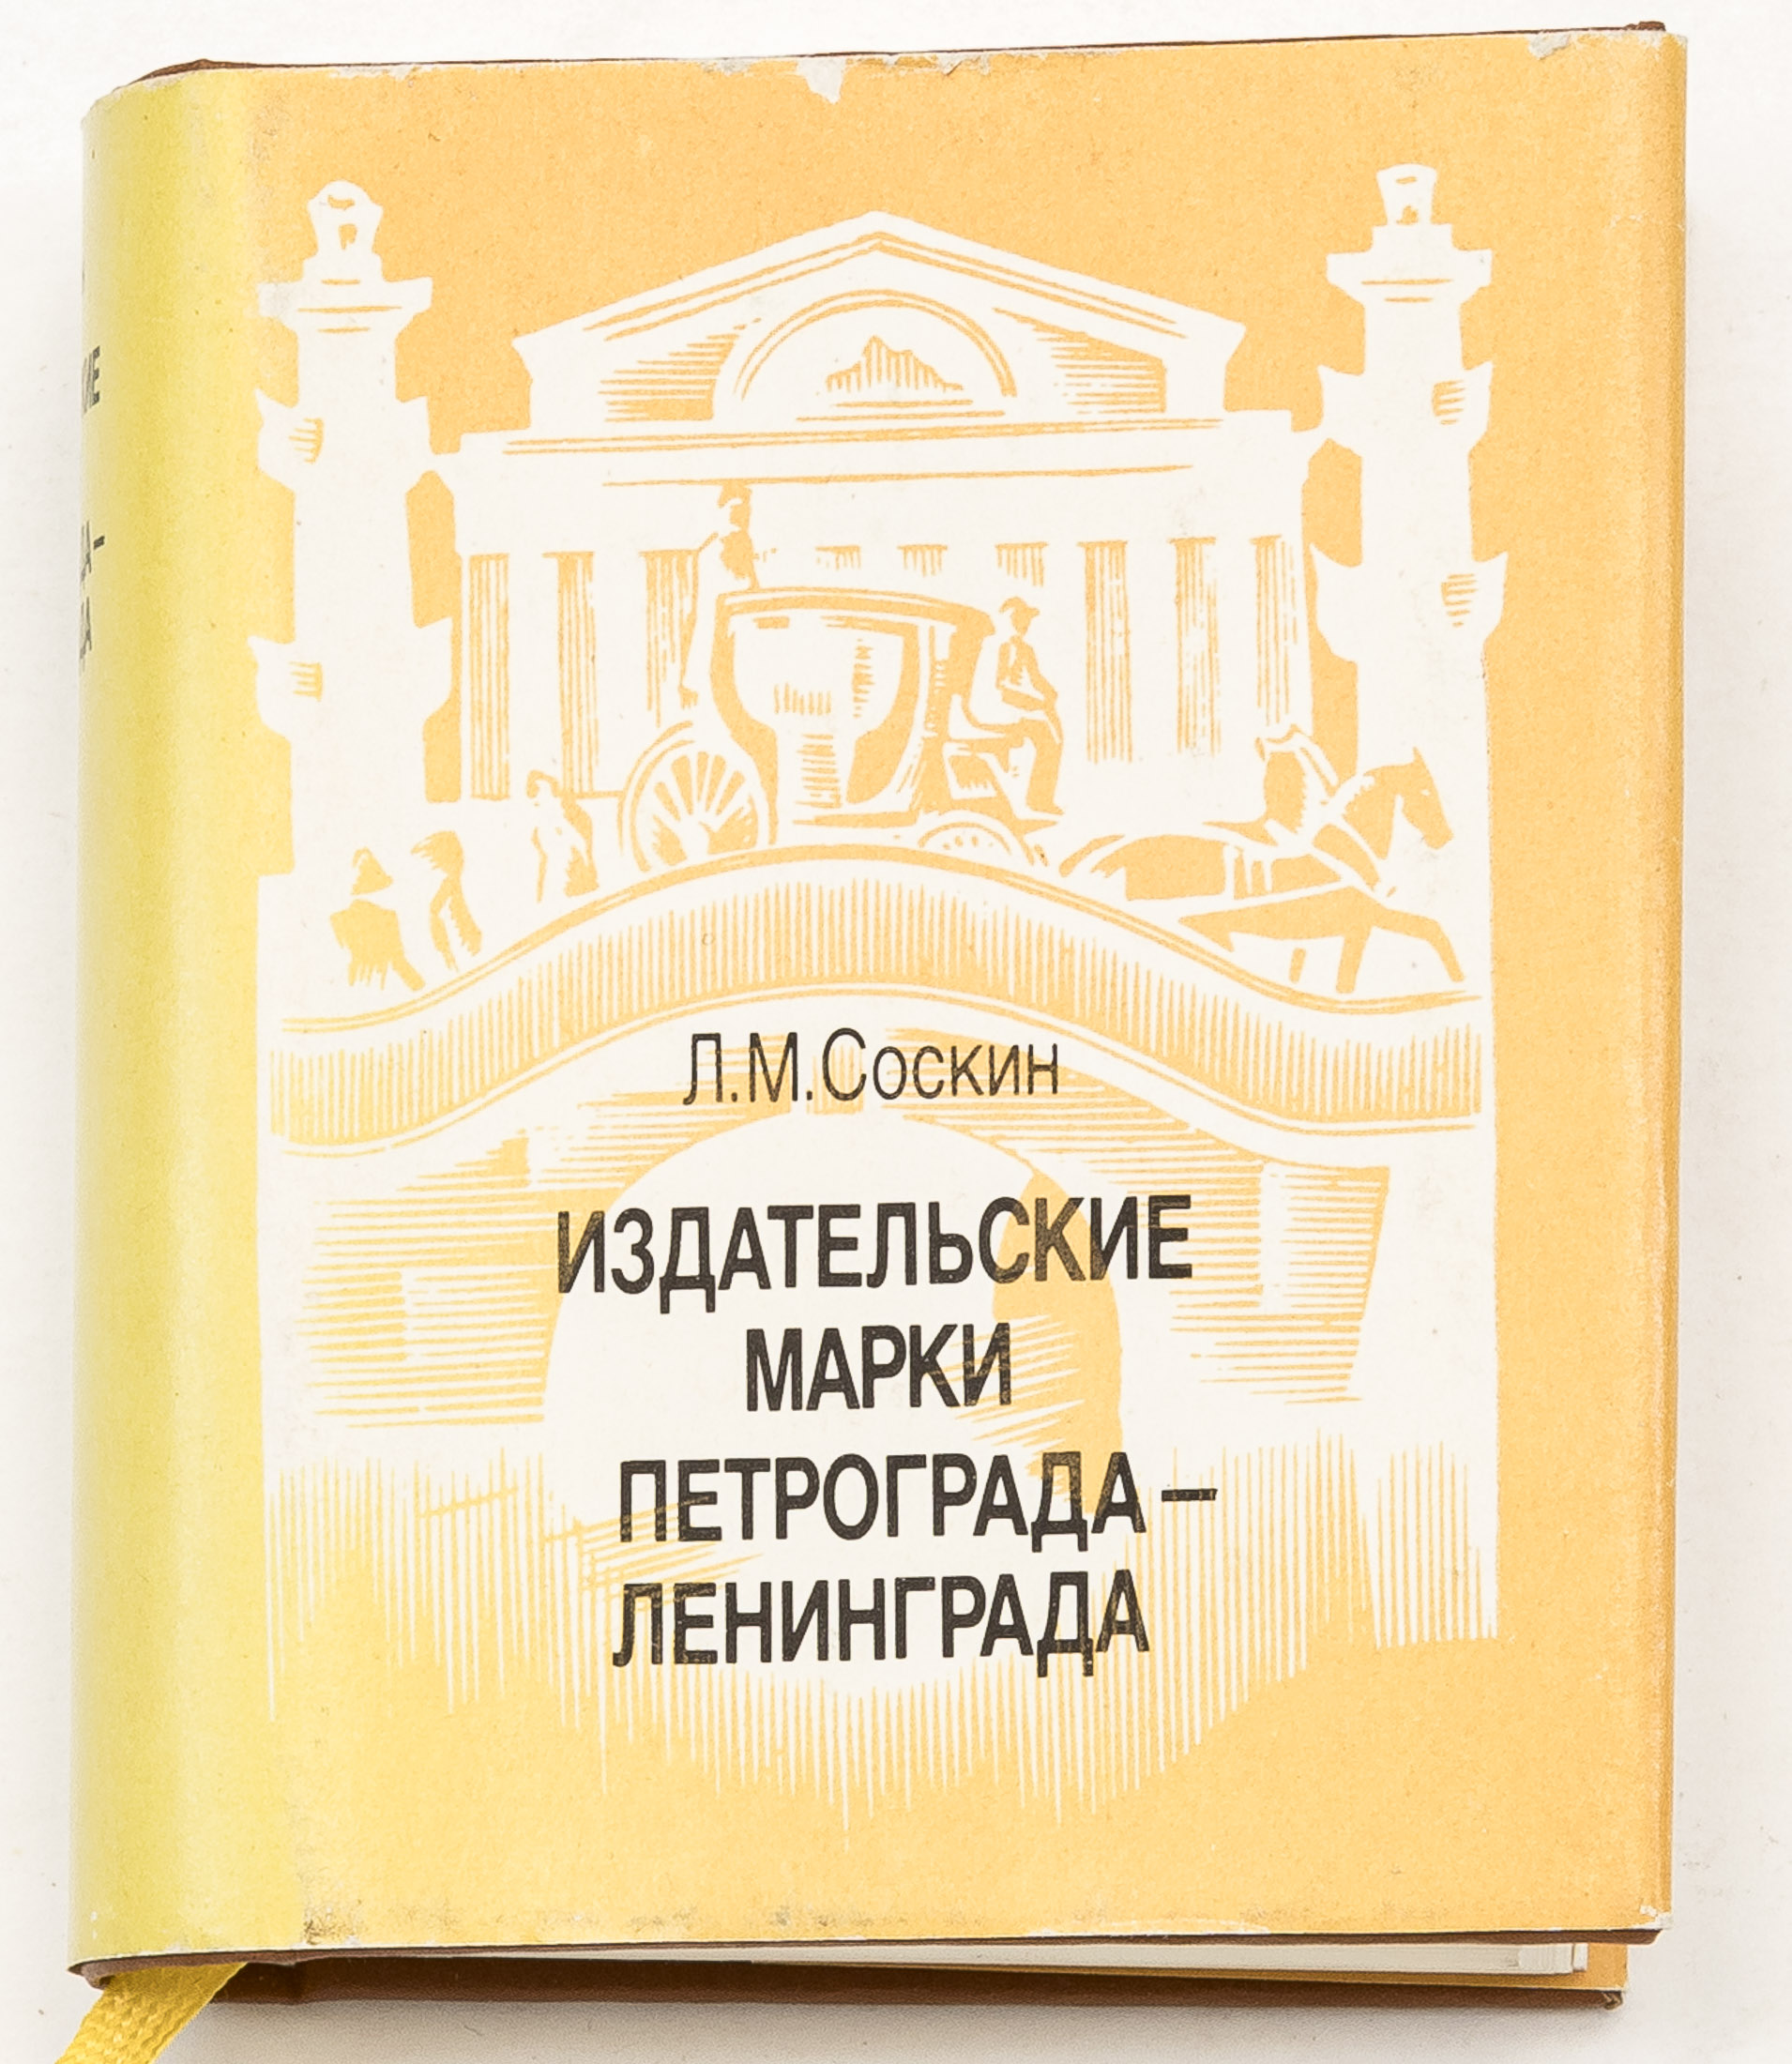 Л.М.Соскин
ИЗДАТЕЛЬСКИЕ
МАРКИ
ПЕТРОГРАДА –
ЛЕНИНГРАДА